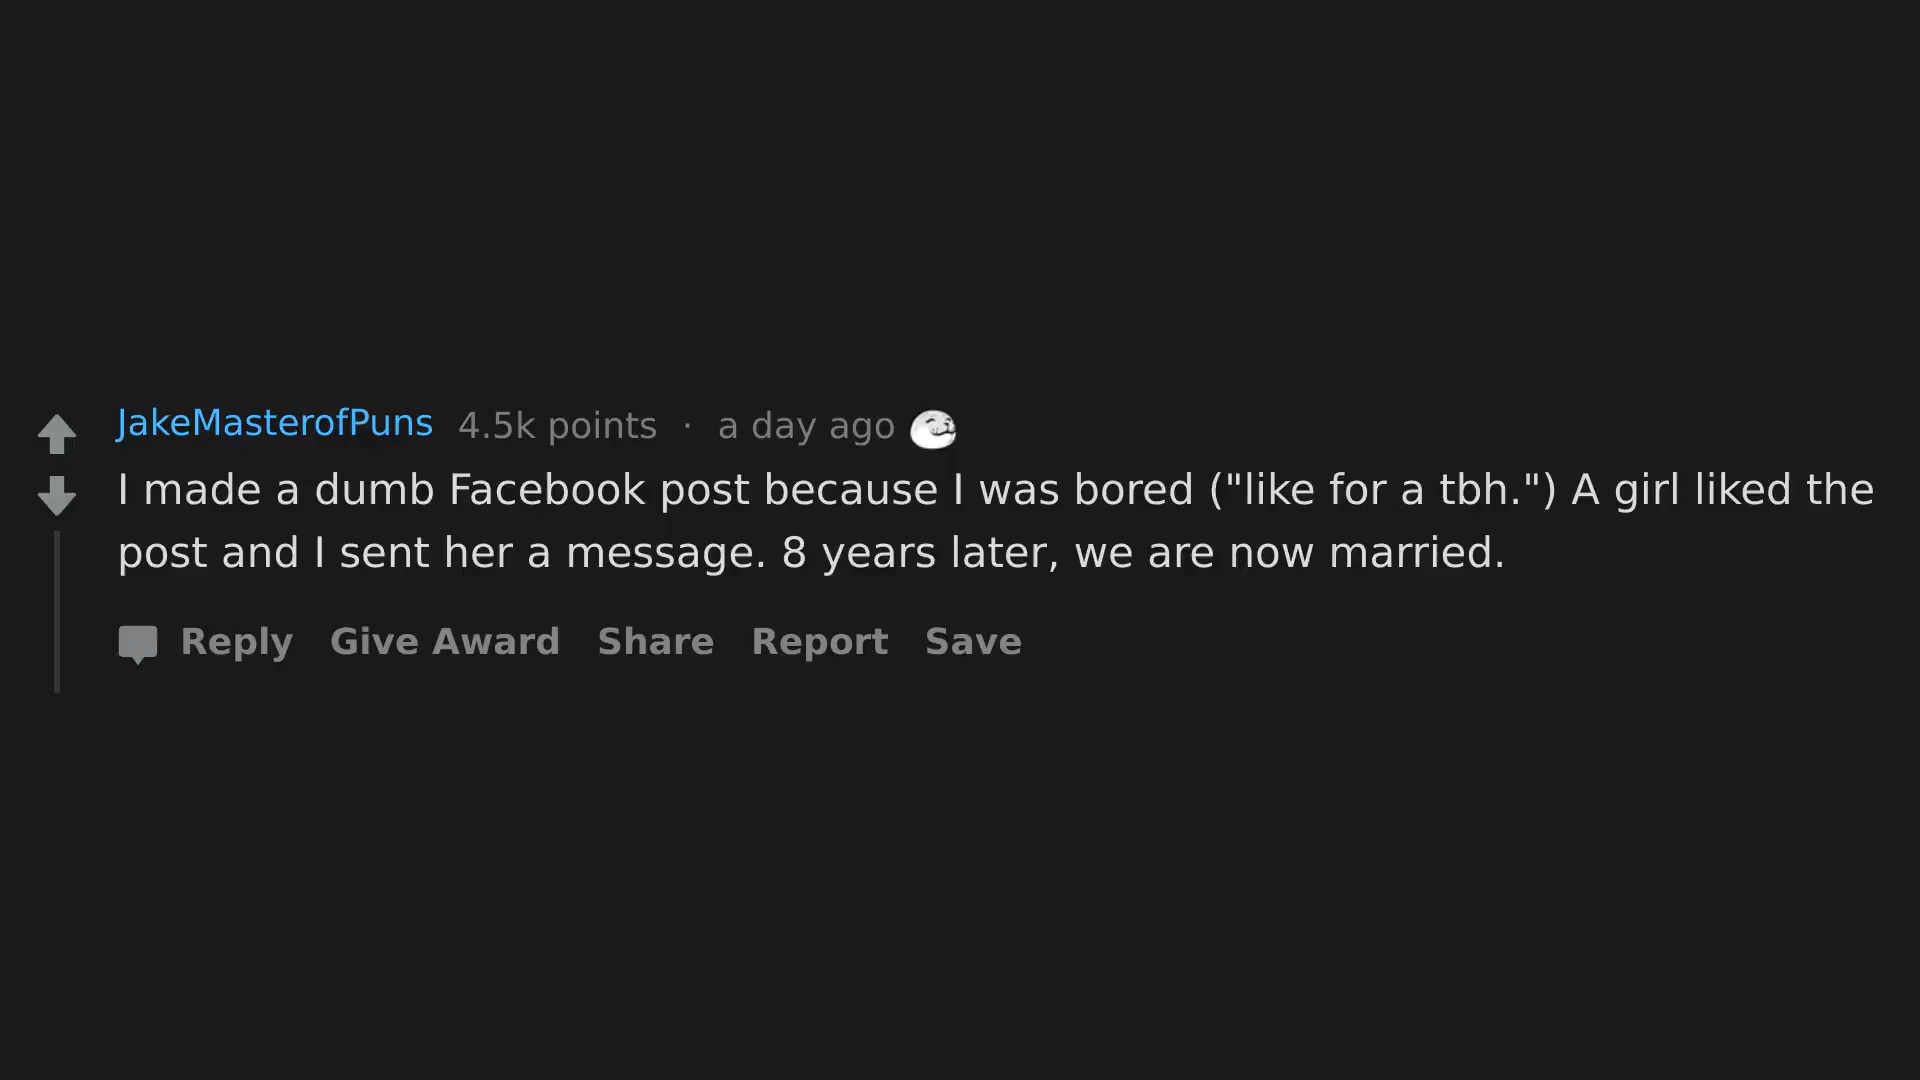 JakeMasterofPuns 4.5k points · a day ago
I made a dumb Facebook post because I was bored ("like for a tbh.") A girl liked the
post and I sent her a message. 8 years later, we are now married.
Reply Give Award Share Report Save